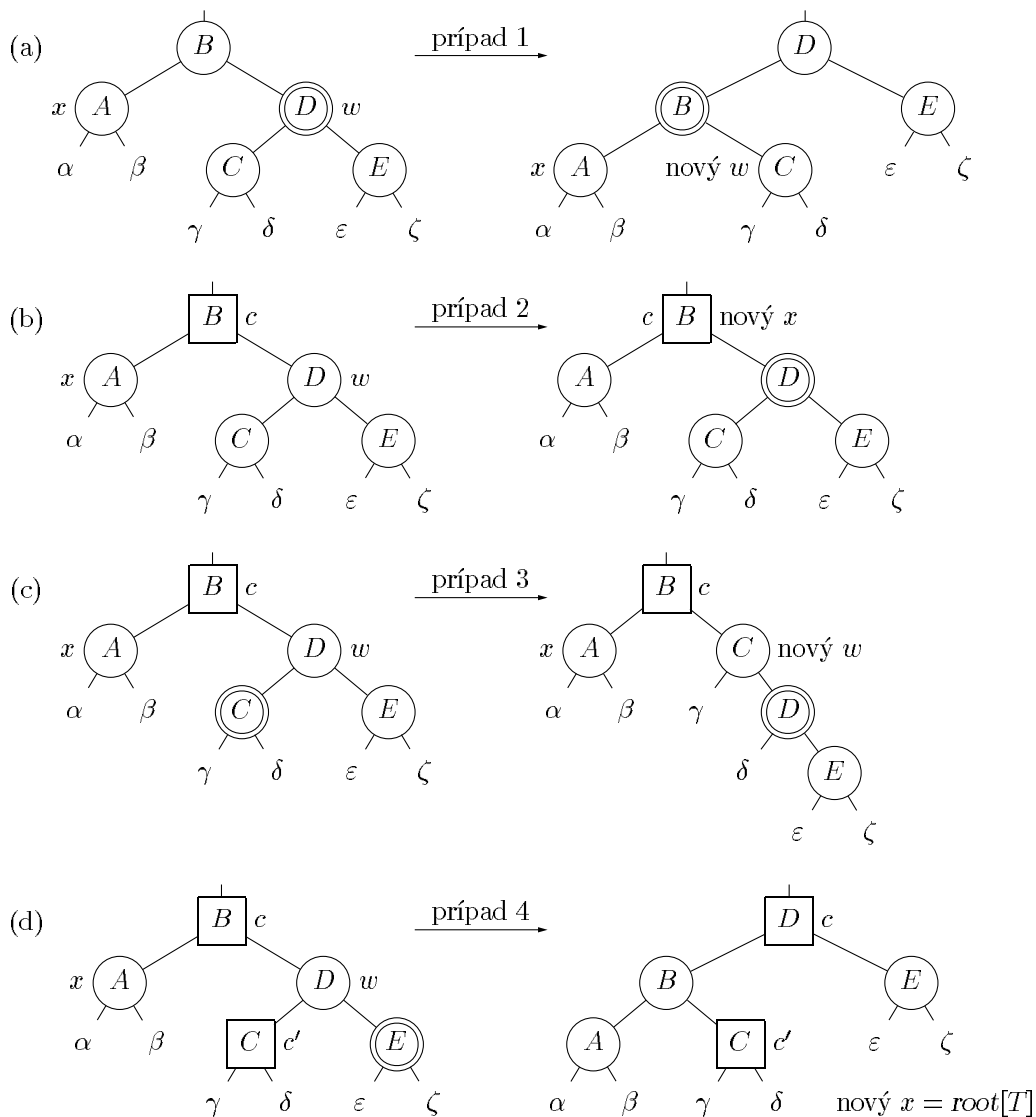 (a) B prípad 1 D
x A D w B E
α β C E x A nový w C ε ζ
γ δ ε ζ α β γ δ
(b) B c prípad 2 c B nový x
x A D w A D
α β C E α β C E
γ δ ε ζ γ δ ε ζ
(c) B c prípad 3 B c
x A D w x A C nový w
α β C E α β γ D
γ δ ε ζ δ E
ε ζ
(d) B c prípad 4 D c
x A D w B E
α β C c′ E A C c′ ε ζ
γ δ ε ζ α β γ δ nový x = root[T]